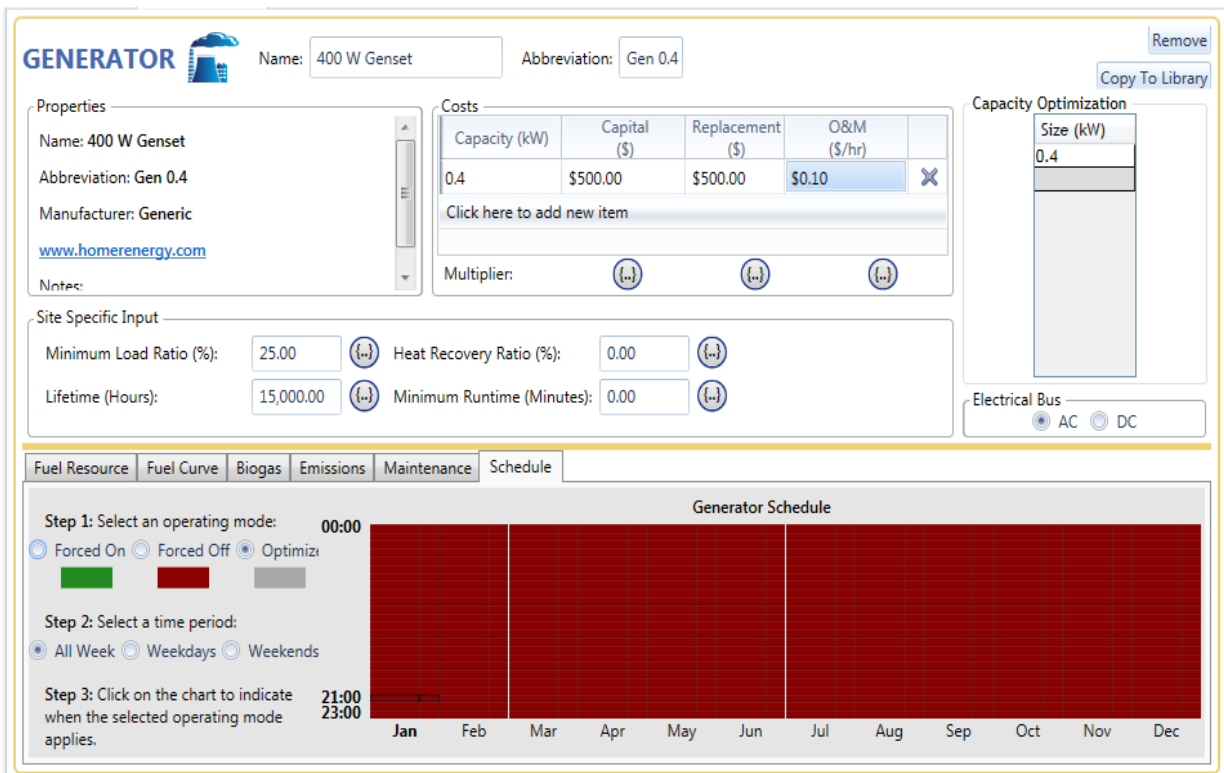 GENERATOR
Name: 400 W Genset
Abbreviation: Gen 0.4
Remove
Copy To Library
Properties
Name: 400 W Genset
Abbreviation: Gen 0.4
Manufacturer: Generic
www.homerenergy.com
Notes:
Costs
Capacity (kW) Capital ($) Replacement ($) O&M ($/hr)
0.4 $500.00 $500.00 $0.10
Click here to add new item
Multiplier: {..} {..} {..}
Capacity Optimization
Size (kW)
0.4
Site Specific Input
Minimum Load Ratio (%): 25.00 {..} Heat Recovery Ratio (%): 0.00 {..}
Lifetime (Hours): 15,000.00 {..} Minimum Runtime (Minutes): 0.00 {..}
Electrical Bus
AC DC
Fuel Resource Fuel Curve Biogas Emissions Maintenance Schedule
Step 1: Select an operating mode:
Forced On Forced Off Optimize
Step 2: Select a time period:
All Week Weekdays Weekends
Step 3: Click on the chart to indicate
when the selected operating mode
applies.
Generator Schedule
00:00
21:00
23:00
Jan Feb Mar Apr May Jun Jul Aug Sep Oct Nov Dec